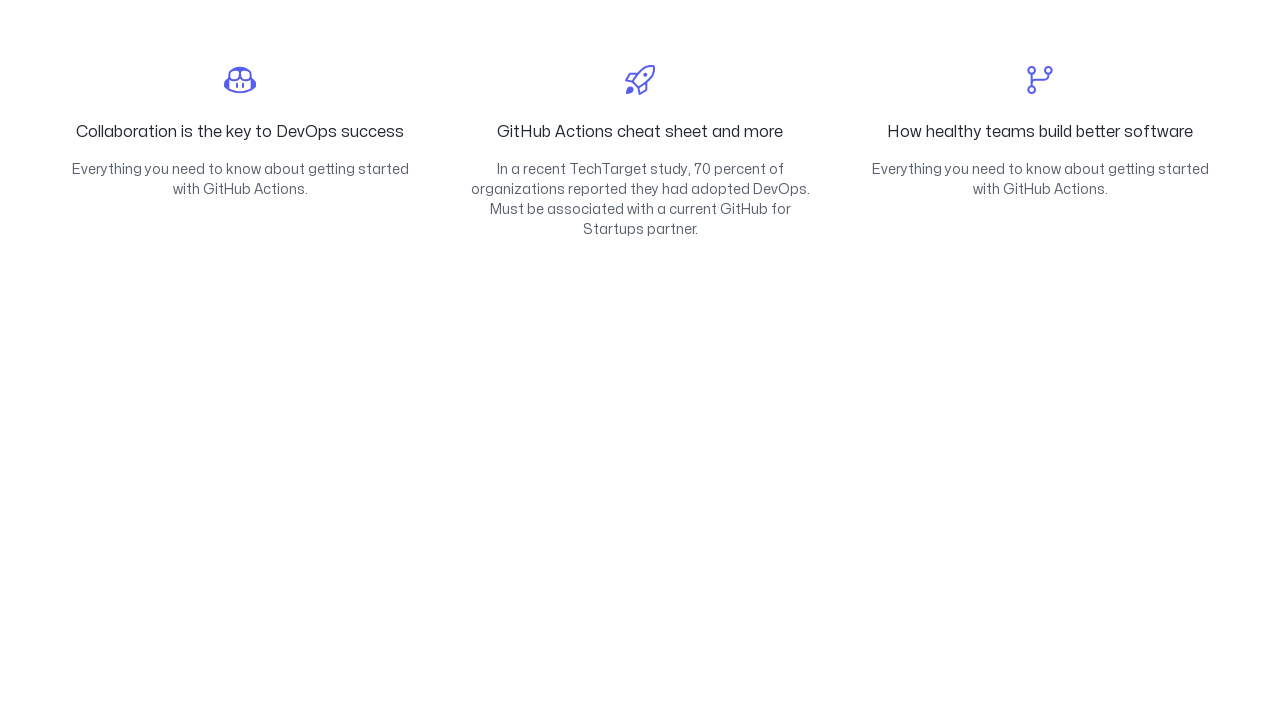 Collaboration is the key to DevOps success
Everything you need to know about getting started
with GitHub Actions.
GitHub Actions cheat sheet and more
In a recent TechTarget study, 70 percent of
organizations reported they had adopted DevOps.
Must be associated with a current GitHub for
Startups partner.
How healthy teams build better software
Everything you need to know about getting started
with GitHub Actions.